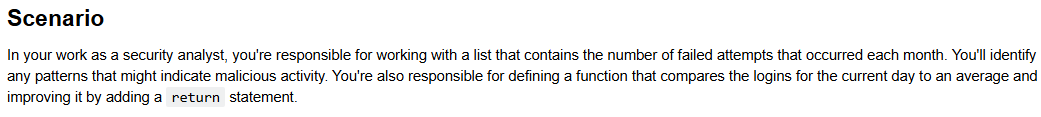 Scenario
In your work as a security analyst, you're responsible for working with a list that contains the number of failed attempts that occurred each month. You'll identify
any patterns that might indicate malicious activity. You're also responsible for defining a function that compares the logins for the current day to an average and
improving it by adding a return statement.